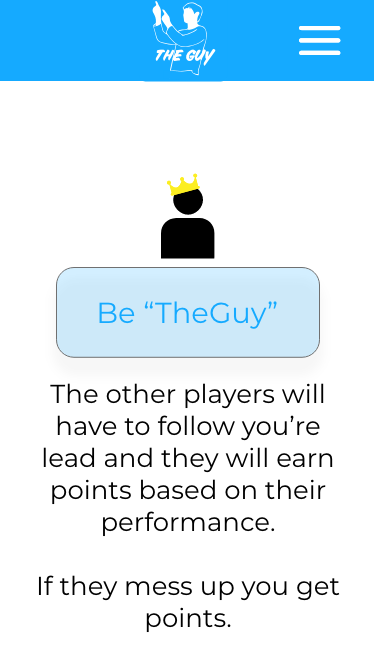 THE GUY
Be “TheGuy”
The other players will
have to follow you’re
lead and they will earn
points based on their
performance.
If they mess up you get
points.